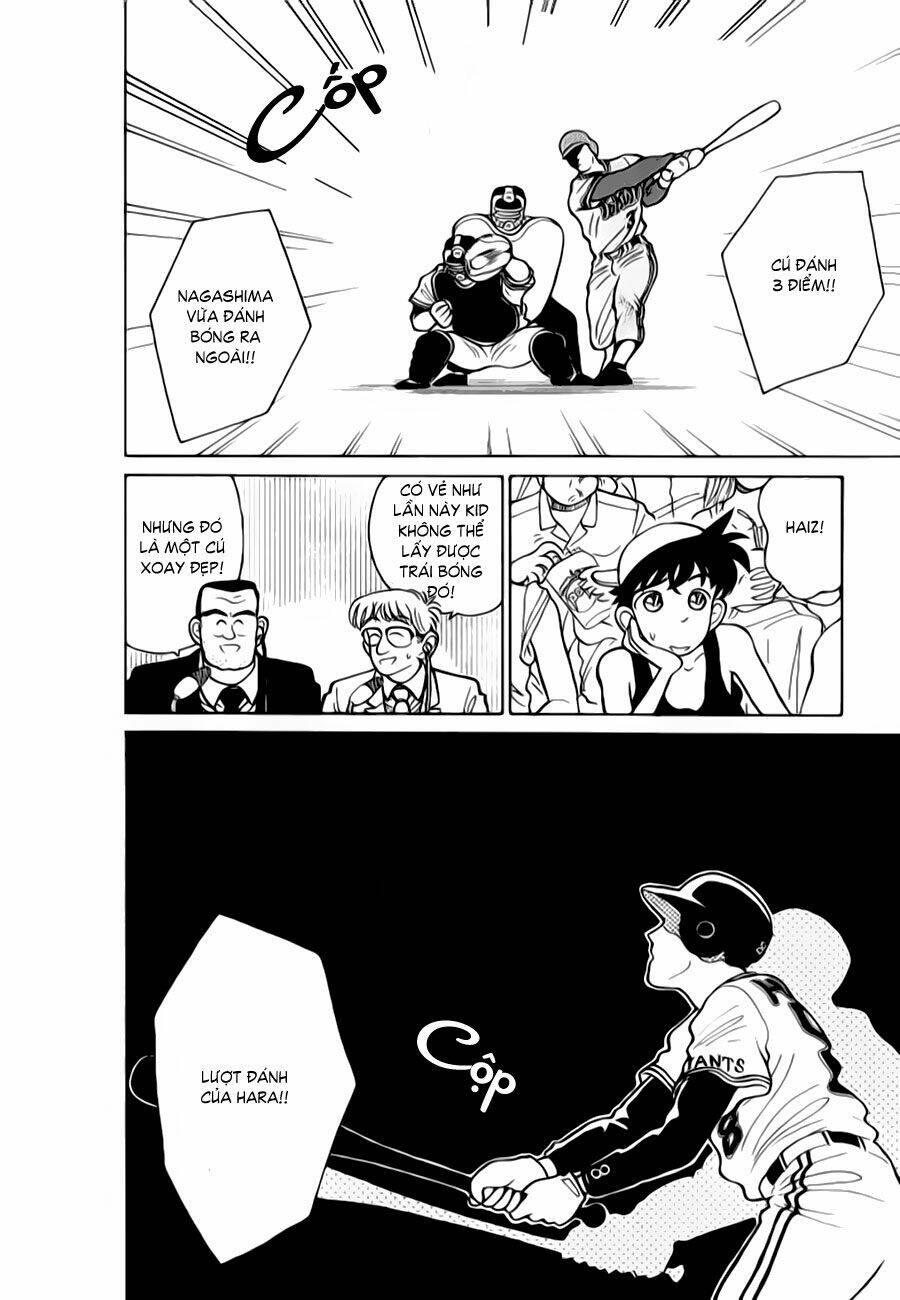 Cốp
CÚ ĐÁNH
3 ĐIỂM!!
NAGASHIMA
VỪA ĐÁNH
BÓNG RA
NGOÀI!!
3
HAIZ!
CÓ VẺ NHƯ
LẦN NÀY KID
KHÔNG THỂ
LẤY ĐƯỢC
TRÁI BÓNG
ĐÓ!
NHƯNG ĐÓ
LÀ MỘT CÚ
XOAY ĐẸP!
Cộp
LƯỢT ĐÁNH
CỦA HARA!!
ANTS
8